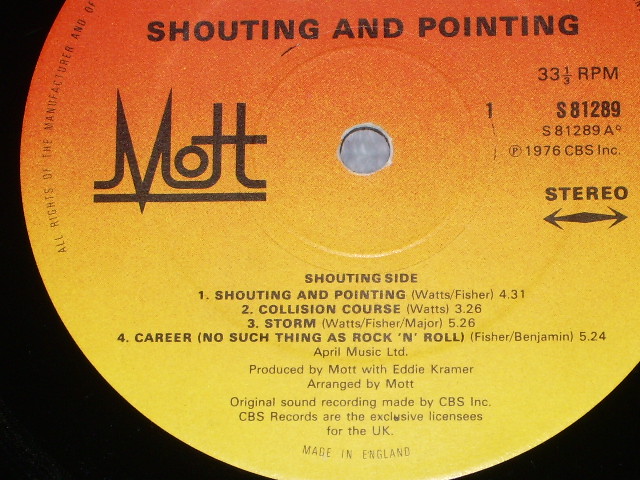 SHOUTING AND POINTING
ALL RIGHTS OF THE MANUFACTURER AND OF
33⅓ RPM
Mott
1 S 81289
S 81289 A°
℗ 1976 CBS Inc.
STEREO
SHOUTING SIDE
1. SHOUTING AND POINTING (Watts/Fisher) 4.31
2. COLLISION COURSE (Watts) 3.26
3. STORM (Watts/Fisher/Major) 5.26
4. CAREER (NO SUCH THING AS ROCK 'N' ROLL) (Fisher/Benjamin) 5.24
April Music Ltd.
Produced by Mott with Eddie Kramer
Arranged by Mott
Original sound recording made by CBS Inc.
CBS Records are the exclusive licensees
for the UK.
MADE IN ENGLAND